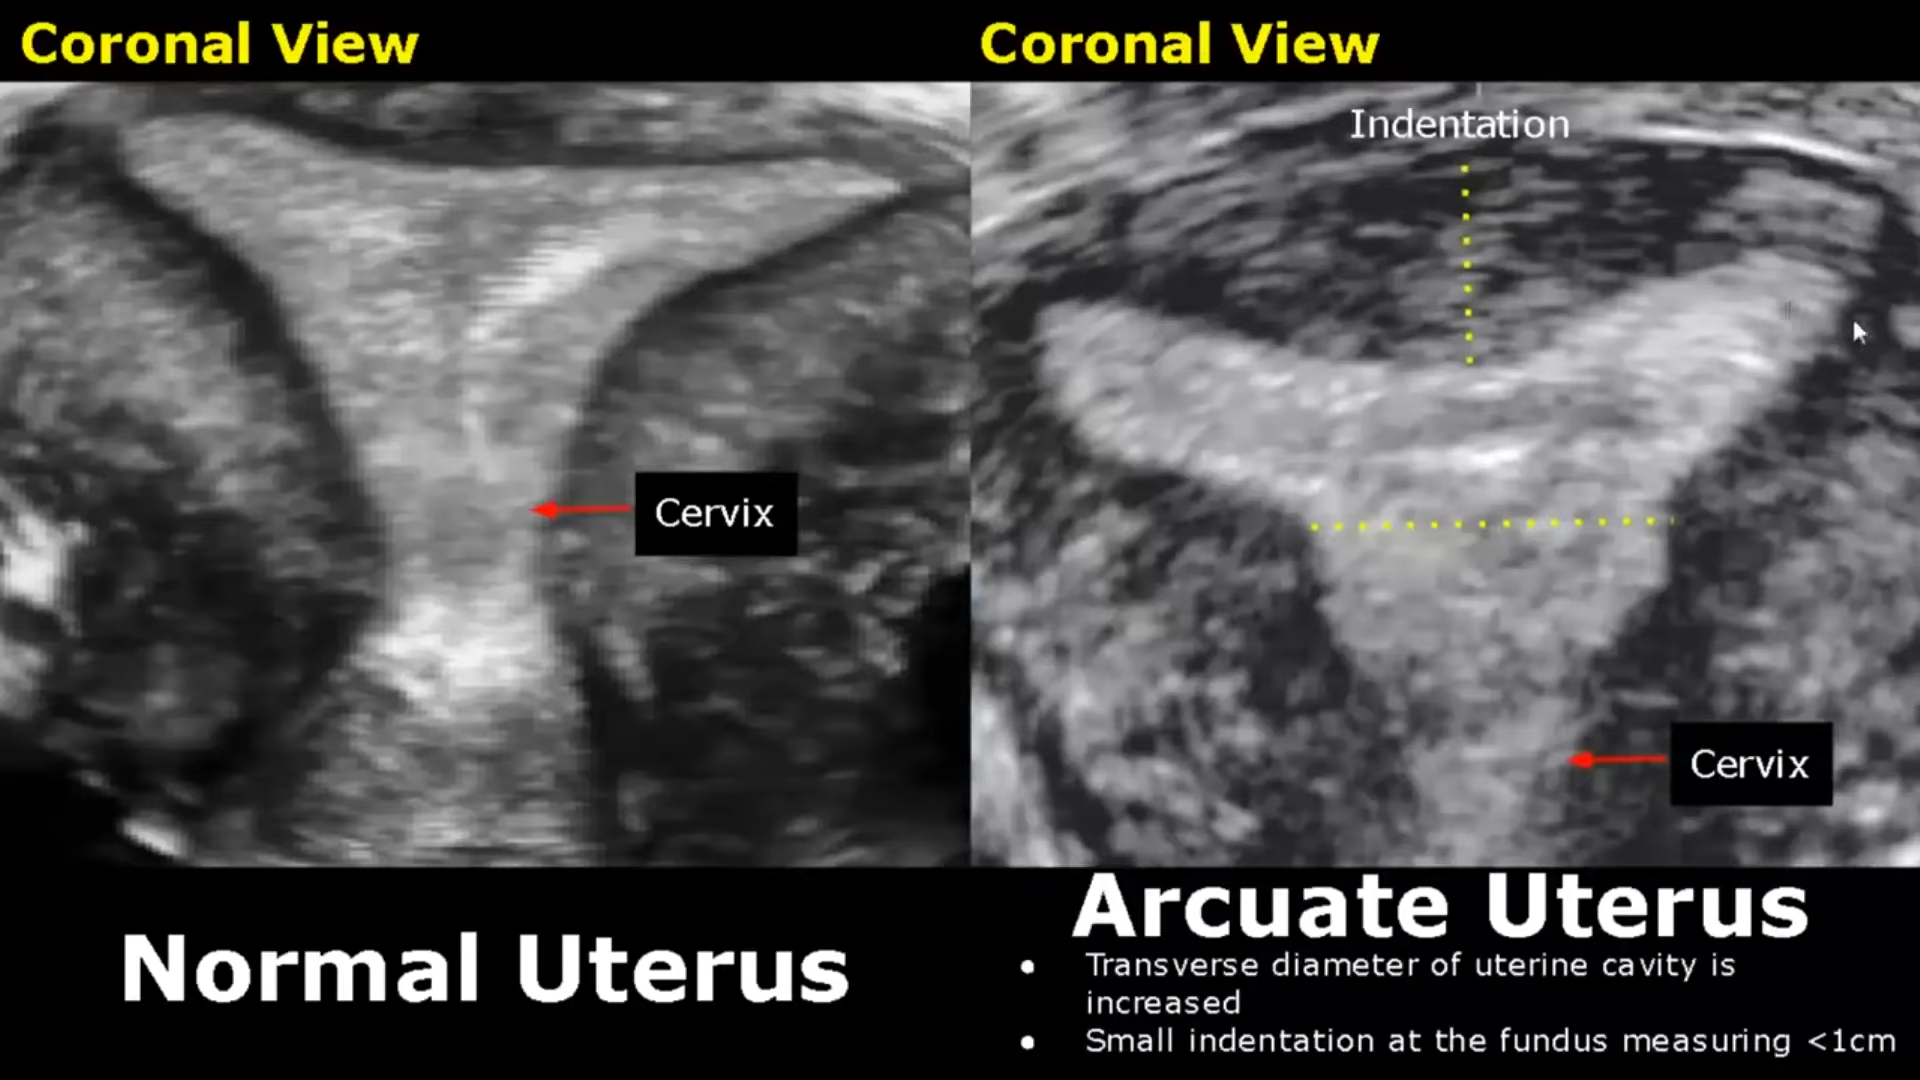 Coronal View
Cervix
Normal Uterus
Coronal View
Indentation
Cervix
Arcuate Uterus
• Transverse diameter of uterine cavity is
increased
• Small indentation at the fundus measuring <1cm